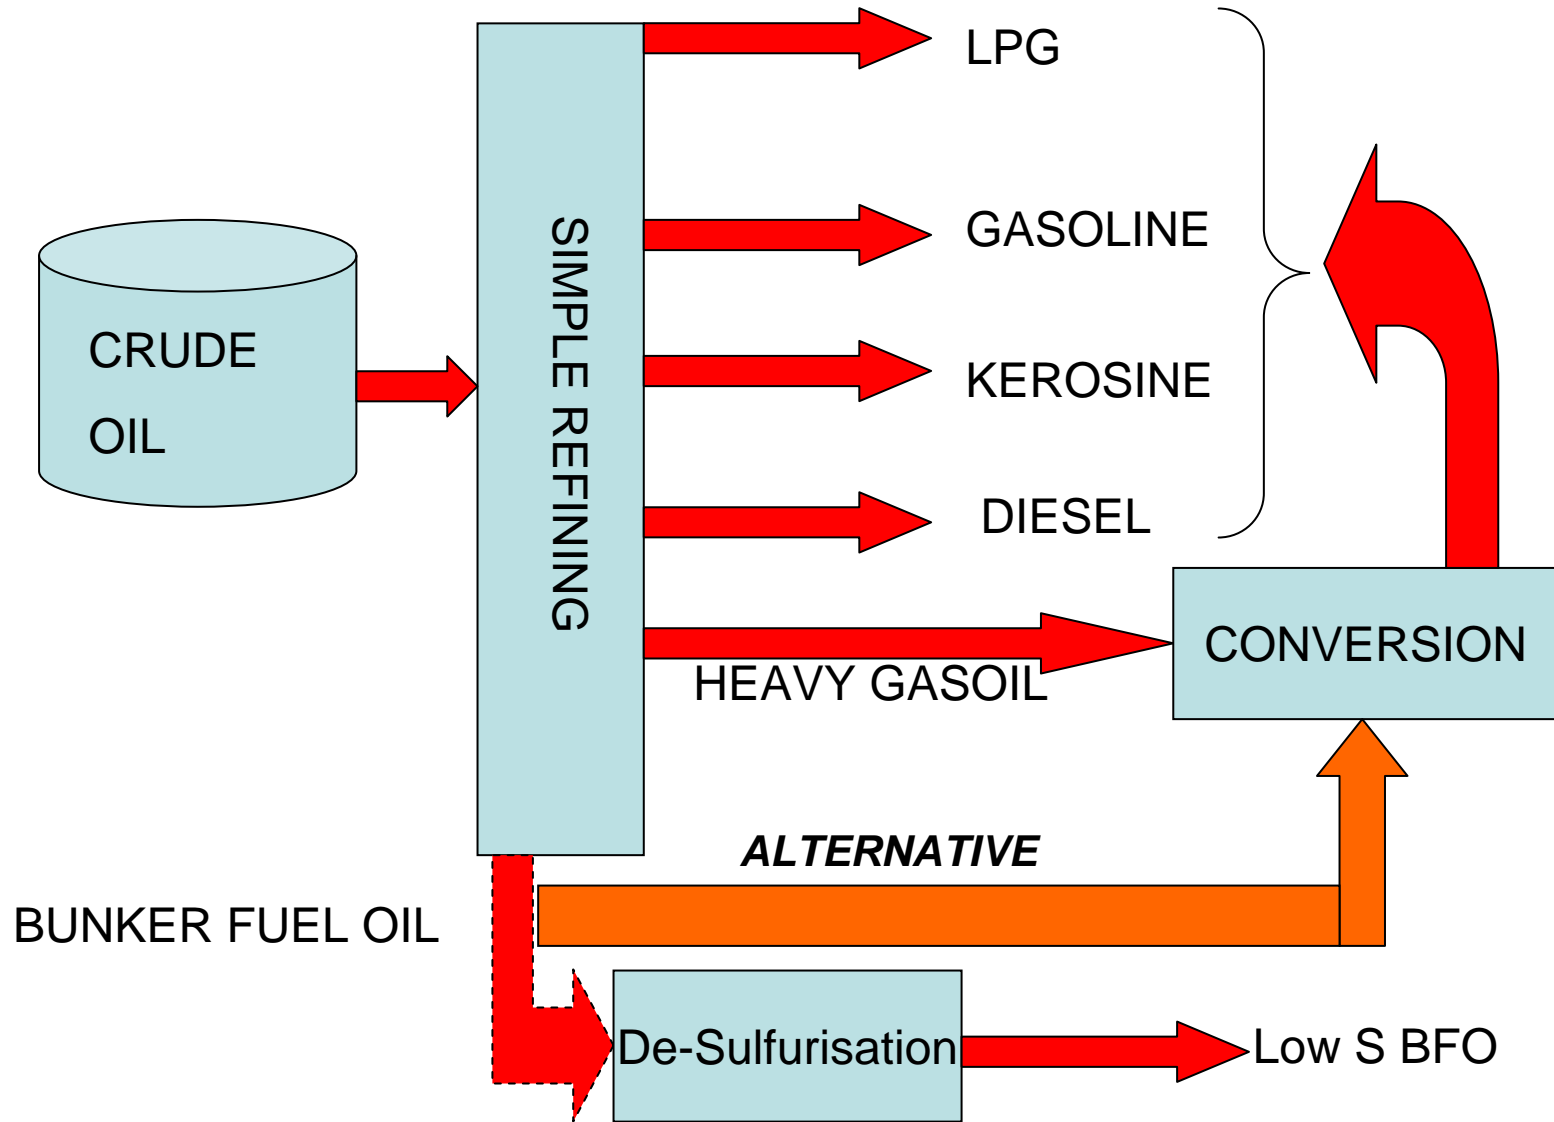 LPG
GASOLINE
CRUDE
OIL
SIMPLE REFINING
KEROSINE
DIESEL
CONVERSION
HEAVY GASOIL
ALTERNATIVE
BUNKER FUEL OIL
De-Sulfurisation
Low S BFO